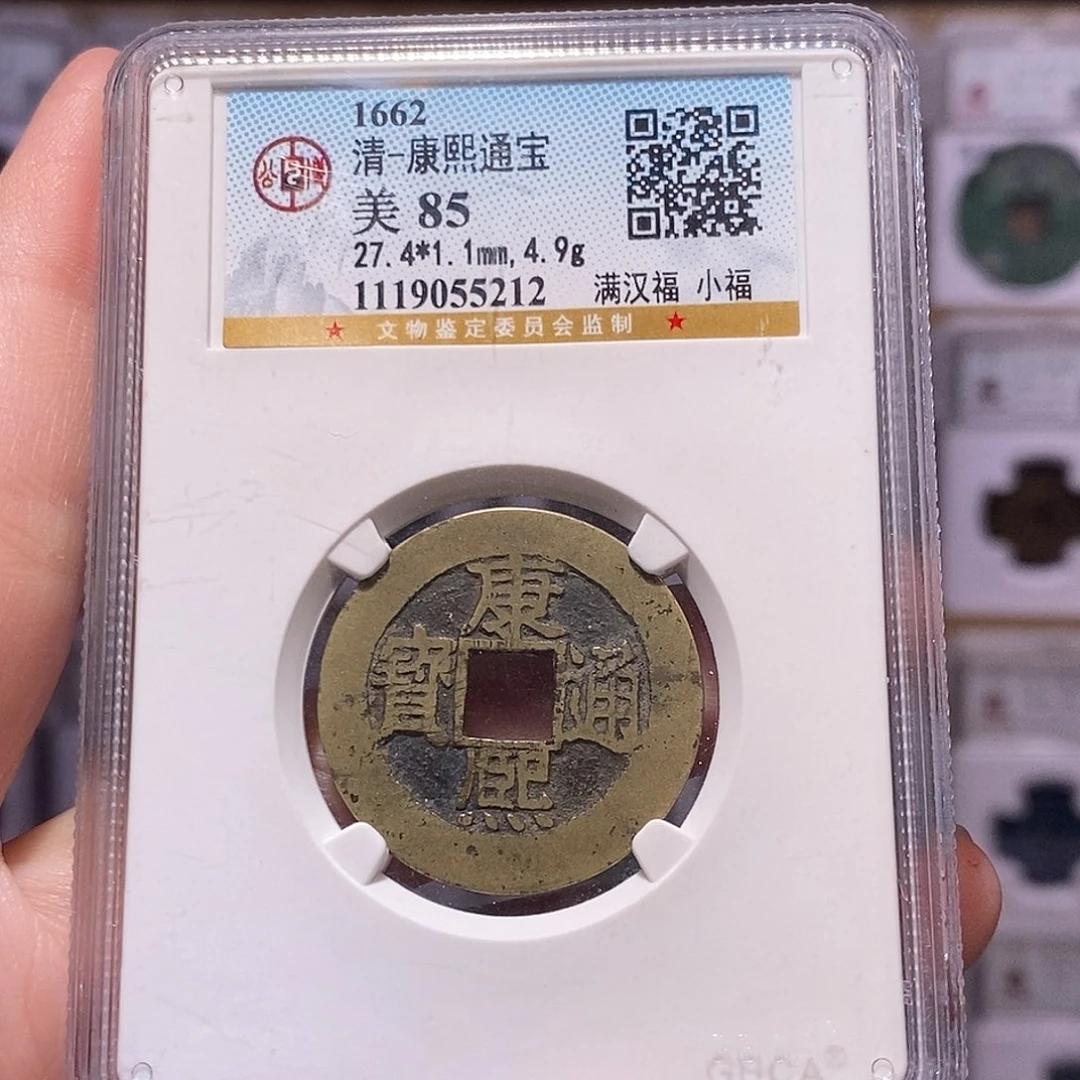 1662
清-康熙通宝
美 85
27.4*1.1mm,4.9g
1119055212 满汉福 小福
★ 文物鉴定委员会监制 ★
康
寶 通
熙
GBCA